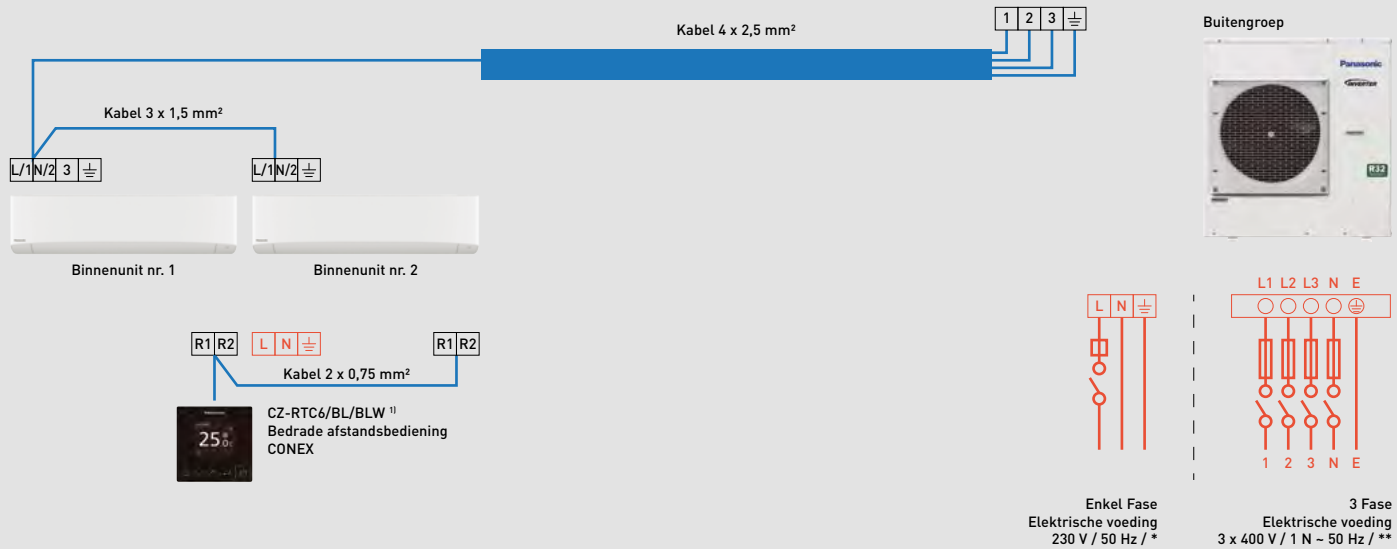 Kabel 4 x 2,5 mm²
1 2 3
Buitengroep
Panasonic
INVERTER
R32
Kabel 3 x 1,5 mm²
L/1 N/2 3
L/1 N/2
Binnenunit nr. 1
Binnenunit nr. 2
R1 R2
L N
R1 R2
Kabel 2 x 0,75 mm²
25
CZ-RTC6/BL/BLW ¹⁾
Bedrade afstandsbediening
CONEX
L N
L1 L2 L3 N E
1 2 3 N E
Enkel Fase
Elektrische voeding
230 V / 50 Hz / *
3 Fase
Elektrische voeding
3 x 400 V / 1 N ~ 50 Hz / **